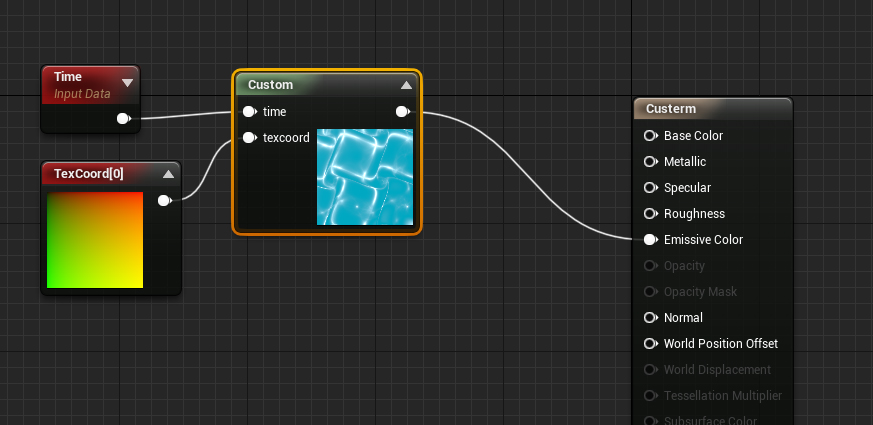 Time
Input Data
TexCoord[0]
Custom
time
texcoord
Custerm
Base Color
Metallic
Specular
Roughness
Emissive Color
Opacity
Opacity Mask
Normal
World Position Offset
World Displacement
Tessellation Multiplier
Subsurface Color